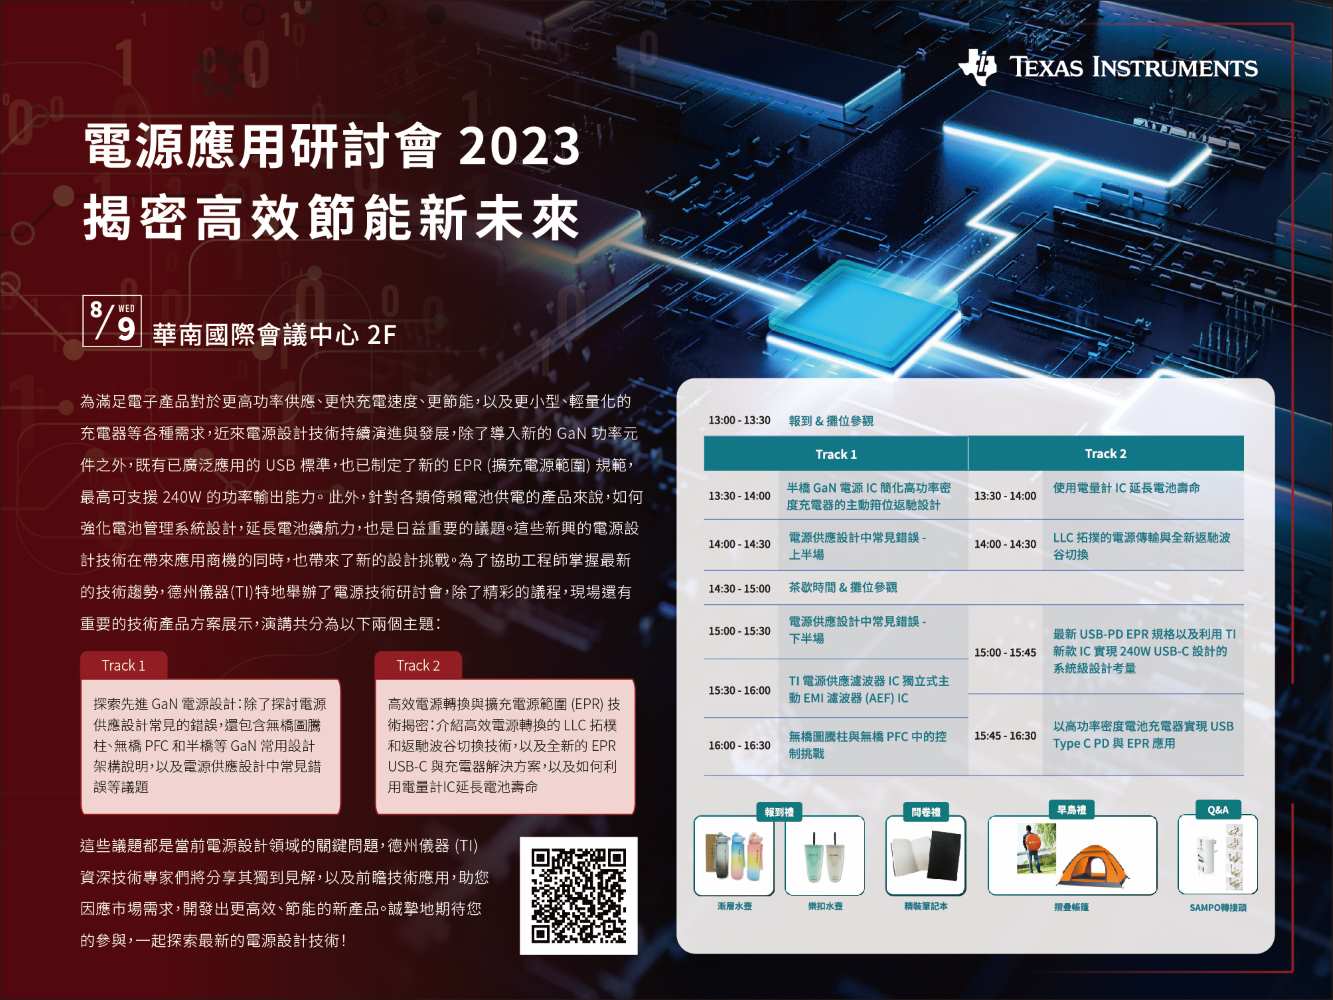 TEXAS INSTRUMENTS
電源應用研討會 2023
揭密高效節能新未來
8/9 WED
華南國際會議中心 2F
為滿足電子產品對於更高功率供應、更快充電速度、更節能，以及更小型、輕量化的
充電器等各種需求，近來電源設計技術持續演進與發展，除了導入新的 GaN 功率元
件之外，既有已廣泛應用的 USB 標準，也已制定了新的 EPR (擴充電源範圍) 規範，
最高可支援 240W 的功率輸出能力。此外，針對各類倚賴電池供電的產品來說，如何
強化電池管理系統設計，延長電池續航力，也是日益重要的議題。這些新興的電源設
計技術在帶來應用商機的同時，也帶來了新的設計挑戰。為了協助工程師掌握最新
的技術趨勢，德州儀器(TI)特地舉辦了電源技術研討會，除了精彩的議程，現場還有
重要的技術產品方案展示，演講共分為以下兩個主題：
Track 1
探索先進 GaN 電源設計：除了探討電源
供應設計常見的錯誤，還包含無橋圖騰
柱、無橋 PFC 和半橋等 GaN 常用設計
架構說明，以及電源供應設計中常見錯
誤等議題
Track 2
高效電源轉換與擴充電源範圍 (EPR) 技
術揭密：介紹高效電源轉換的 LLC 拓樸
和返馳波谷切換技術，以及全新的 EPR
USB-C 與充電器解決方案，以及如何利
用電量計IC延長電池壽命
這些議題都是當前電源設計領域的關鍵問題，德州儀器 (TI)
資深技術專家們將分享其獨到見解，以及前瞻技術應用，助您
因應市場需求，開發出更高效、節能的新產品。誠摯地期待您
的參與，一起探索最新的電源設計技術！
13:00 - 13:30 報到 & 攤位參觀
Track 1
Track 2
13:30 - 14:00 半橋 GaN 電源 IC 簡化高功率密
度充電器的主動箝位返馳設計
13:30 - 14:00 使用電量計 IC 延長電池壽命
14:00 - 14:30 電源供應設計中常見錯誤 -
上半場
14:00 - 14:30 LLC 拓撲的電源傳輸與全新返馳波
谷切換
14:30 - 15:00 茶歇時間 & 攤位參觀
15:00 - 15:30 電源供應設計中常見錯誤 -
下半場
15:00 - 15:45 最新 USB-PD EPR 規格以及利用 TI
新款 IC 實現 240W USB-C 設計的
系統級設計考量
15:30 - 16:00 TI 電源供應濾波器 IC 獨立式主
動 EMI 濾波器 (AEF) IC
16:00 - 16:30 無橋圖騰柱與無橋 PFC 中的控
制挑戰
15:45 - 16:30 以高功率密度電池充電器實現 USB
Type C PD 與 EPR 應用
報到禮
問卷禮
早鳥禮
Q&A
漸層水壺
樂扣水壺
精裝筆記本
摺疊帳篷
SAMPO轉接頭